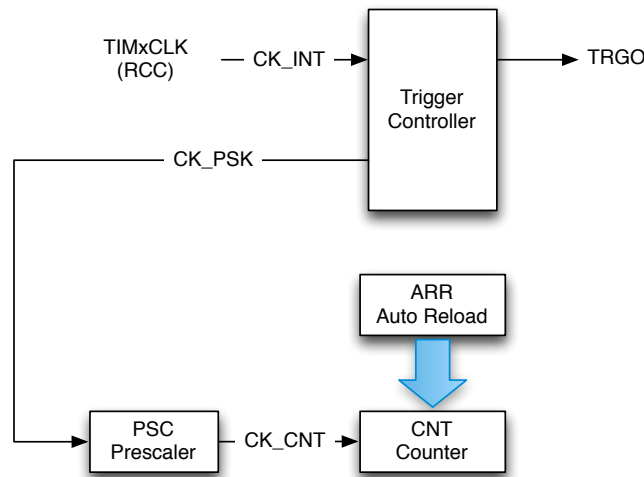 TIMxCLK
(RCC)
CK_INT
Trigger
Controller
TRGO
CK_PSK
ARR
Auto Reload
PSC
Prescaler
CK_CNT
CNT
Counter